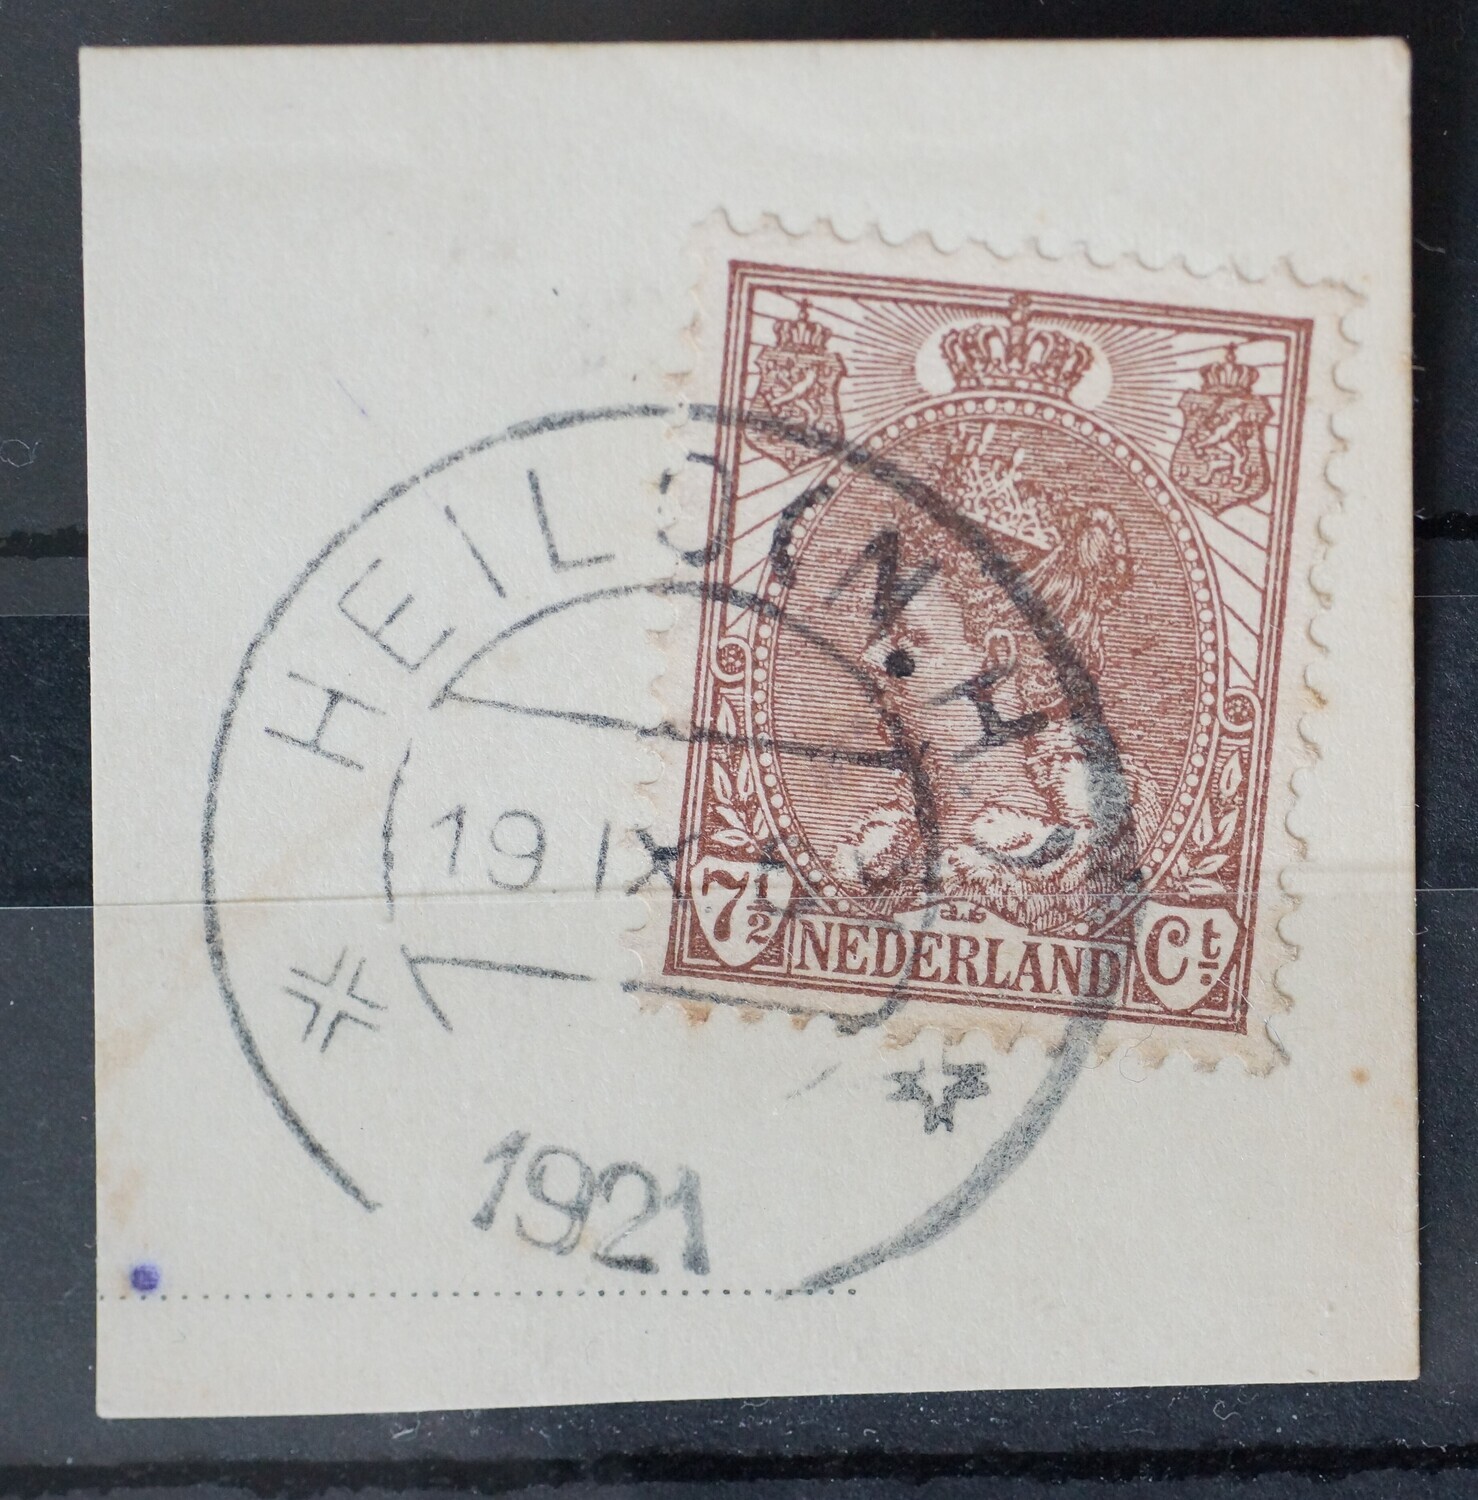 HEILO (N.H.)
19 IX
1921
7½
NEDERLAND
Ct.